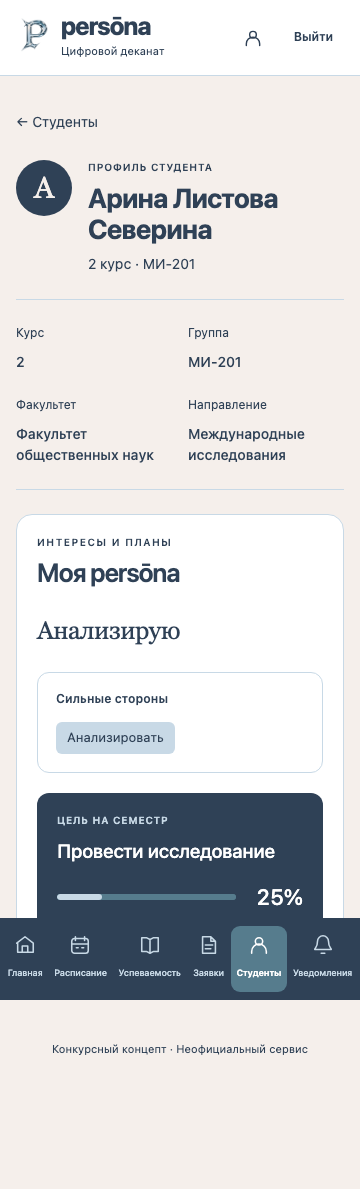 persōna
Цифровой деканат
Выйти
← Студенты
А
ПРОФИЛЬ СТУДЕНТА
Арина Листова
Северина
2 курс · МИ-201
Курс
Группа
2
МИ-201
Факультет
Направление
Факультет
общественных наук
Международные
исследования
ИНТЕРЕСЫ И ПЛАНЫ
Моя persōna
Анализирую
Сильные стороны
Анализировать
ЦЕЛЬ НА СЕМЕСТР
Провести исследование
25%
Главная
Расписание
Успеваемость
Заявки
Студенты
Уведомления
Конкурсный концепт · Неофициальный сервис